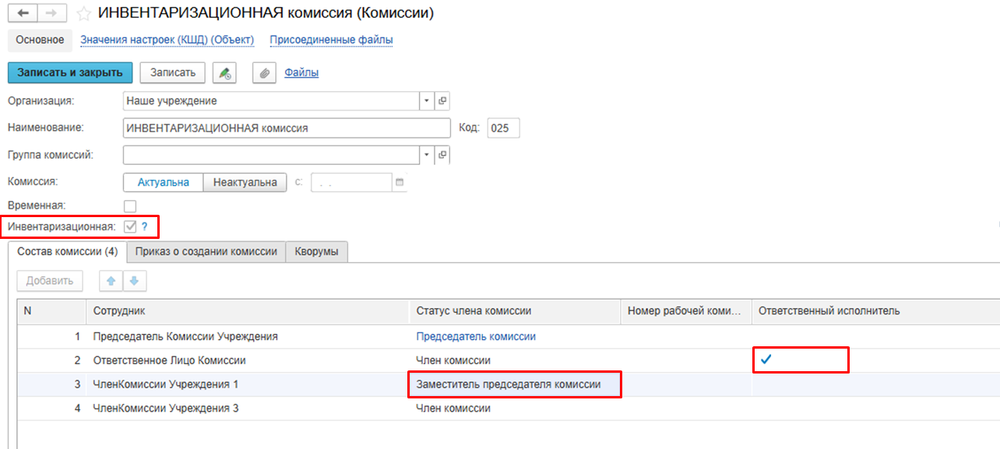 ИНВЕНТАРИЗАЦИОННАЯ комиссия (Комиссии)
Основное Значения настроек (КШД) (Объект) Присоединенные файлы
Записать и закрыть Записать Файлы
Организация: Наше учреждение
Наименование: ИНВЕНТАРИЗАЦИОННАЯ комиссия Код: 025
Группа комиссий:
Комиссия: Актуальна Неактуальна с: . .
Временная:
Инвентаризационная: ?
Состав комиссии (4) Приказ о создании комиссии Кворумы
Добавить
N Сотрудник Статус члена комиссии Номер рабочей коми... Ответственный исполнитель
1 Председатель Комиссии Учреждения Председатель комиссии
2 Ответственное Лицо Комиссии Член комиссии
3 ЧленКомиссии Учреждения 1 Заместитель председателя комиссии
4 ЧленКомиссии Учреждения 3 Член комиссии